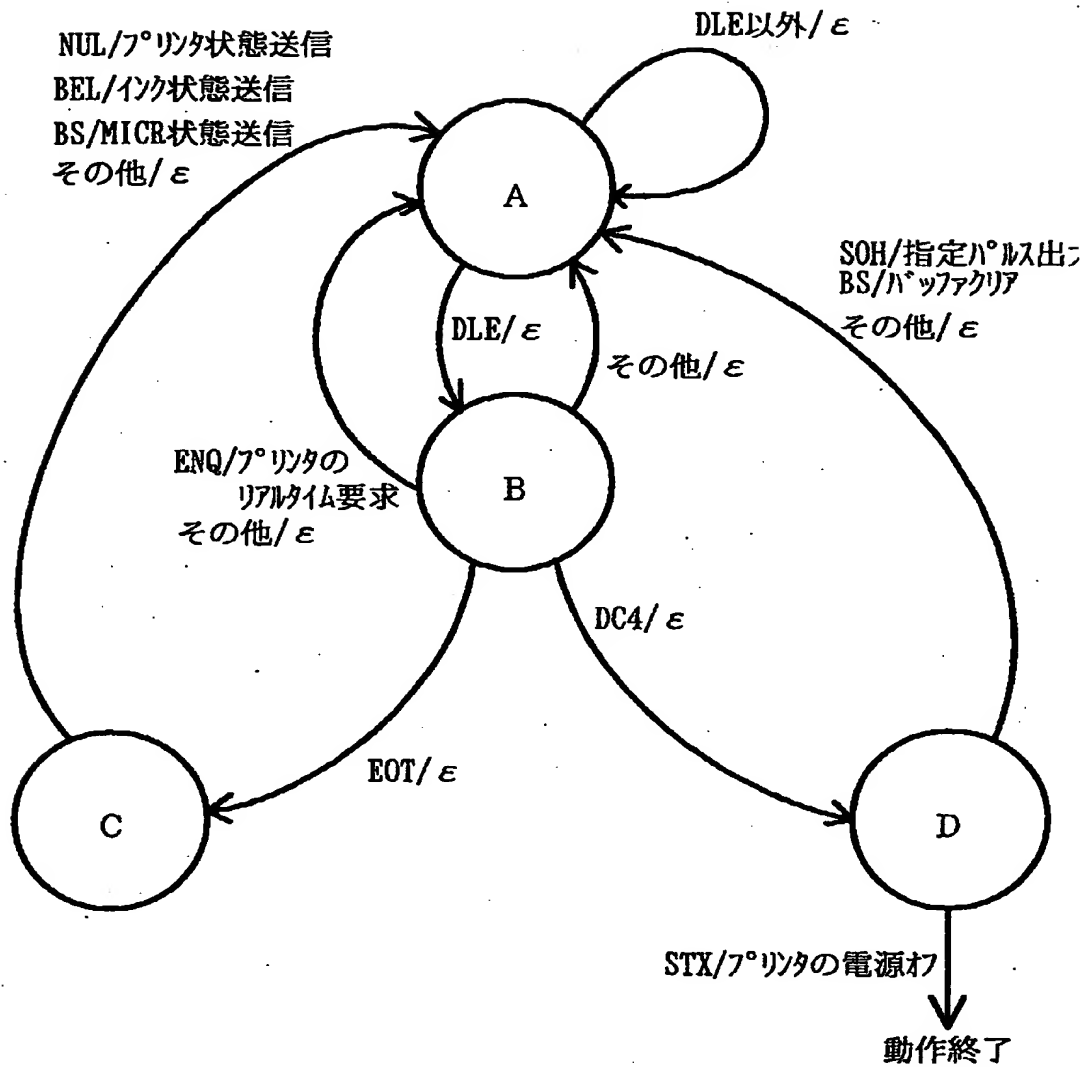 DLE以外/ε
NUL/プリンタ状態送信
BEL/インク状態送信
BS/MICR状態送信
その他/ε
A
SOH/指定パルス出
BS/バッファクリア
その他/ε
DLE/ε
その他/ε
ENQ/プリンタの
リアルタイム要求
その他/ε
B
DC4/ε
EOT/ε
C
D
STX/プリンタの電源オフ
動作終了